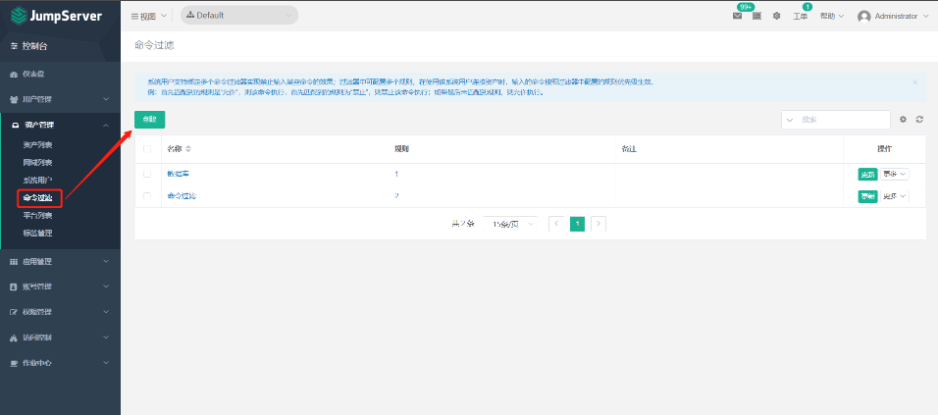 JumpServer
视图
Default
99+
工单
1
帮助
Administrator
控制台
仪表盘
用户管理
资产管理
资产列表
网域列表
系统用户
命令过滤
平台列表
标签管理
应用管理
账号管理
权限管理
访问控制
作业中心
命令过滤
系统用户支持绑定多个命令过滤器实现禁止输入某些命令的效果，过滤器中可配置多个规则，在使用该系统用户连接资产时，输入的命令按照过滤器中配置的规则优先级生效。
例：首先匹配到的规则是“允许”，则该命令执行，首先匹配到的规则为“禁止”，则禁止该命令执行；如果最后未匹配到规则，则允许执行。
创建
搜索
名称 规则 备注 操作
数据库 1 更新 更多
命令过滤 2 更新 更多
共 2 条 15条/页 1